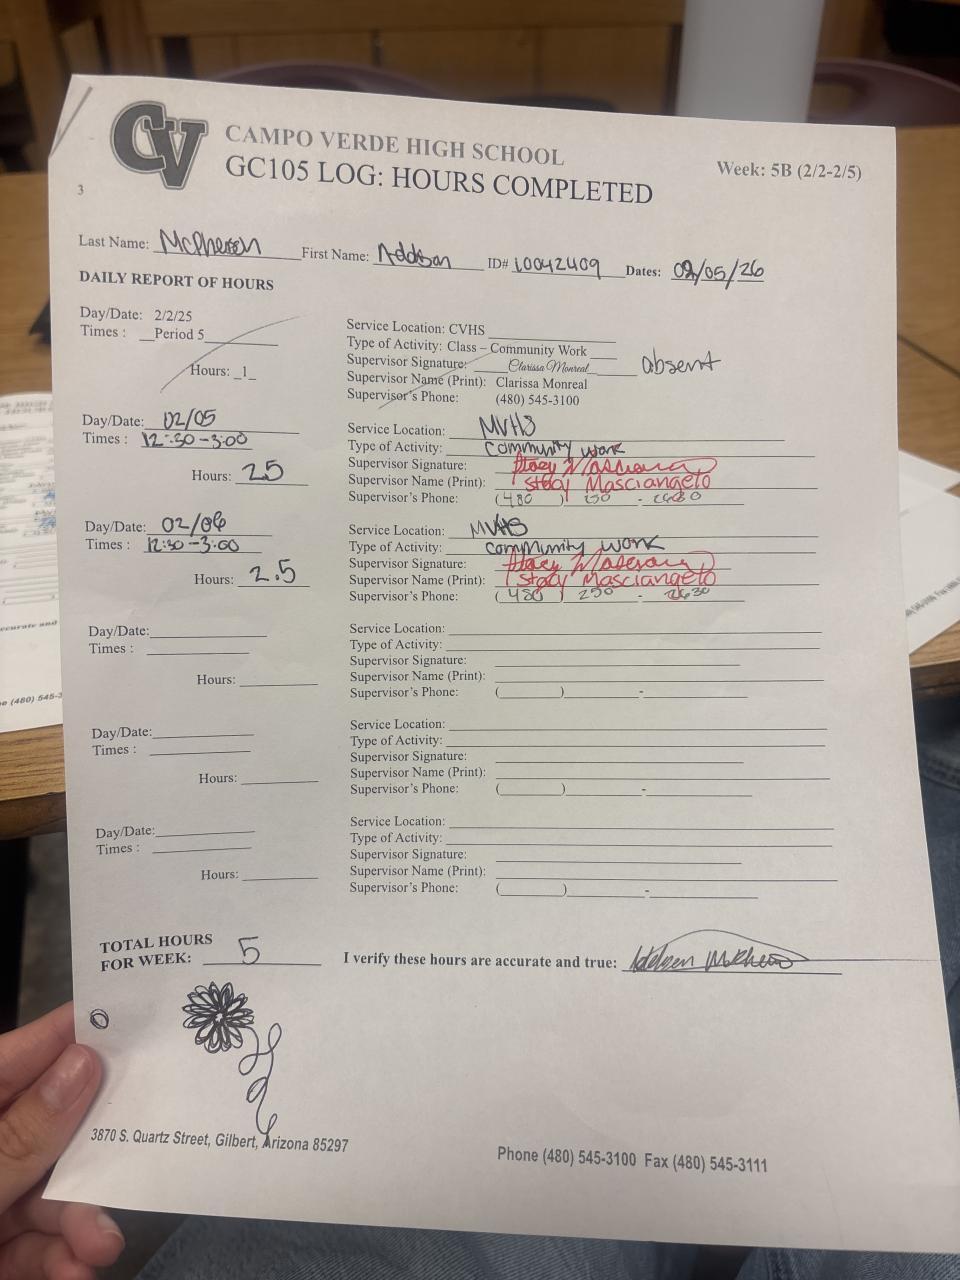 CV
CAMPO VERDE HIGH SCHOOL
GC105 LOG: HOURS COMPLETED
Week: 5B (2/2-2/5)
3
Last Name: McPherson First Name: Addison ID# 10042409 Dates: 02/05/26
DAILY REPORT OF HOURS
Day/Date: 2/2/25
Times : Period 5
Hours: 1
Service Location: CVHS
Type of Activity: Class – Community Work
Supervisor Signature: Clarissa Monreal absent
Supervisor Name (Print): Clarissa Monreal
Supervisor's Phone: (480) 545-3100
Day/Date: 02/05
Times : 12:30-3:00
Hours: 2.5
Service Location: MVHS
Type of Activity: community work
Supervisor Signature: Stacy
Supervisor Name (Print): Stacy Masciangelo
Supervisor's Phone: (480)
Day/Date: 02/06
Times : 12:30-3:00
Hours: 2.5
Service Location: MVHS
Type of Activity: community work
Supervisor Signature: Stacy
Supervisor Name (Print): Stacy Masciangelo
Supervisor's Phone: (480) 250 - 2630
Day/Date:
Times :
Hours:
Service Location:
Type of Activity:
Supervisor Signature:
Supervisor Name (Print):
Supervisor's Phone: ( ) -
Day/Date:
Times :
Hours:
Service Location:
Type of Activity:
Supervisor Signature:
Supervisor Name (Print):
Supervisor's Phone: ( ) -
Day/Date:
Times :
Hours:
Service Location:
Type of Activity:
Supervisor Signature:
Supervisor Name (Print):
Supervisor's Phone: ( ) -
TOTAL HOURS
FOR WEEK: 5
I verify these hours are accurate and true:
3870 S. Quartz Street, Gilbert, Arizona 85297
Phone (480) 545-3100 Fax (480) 545-3111